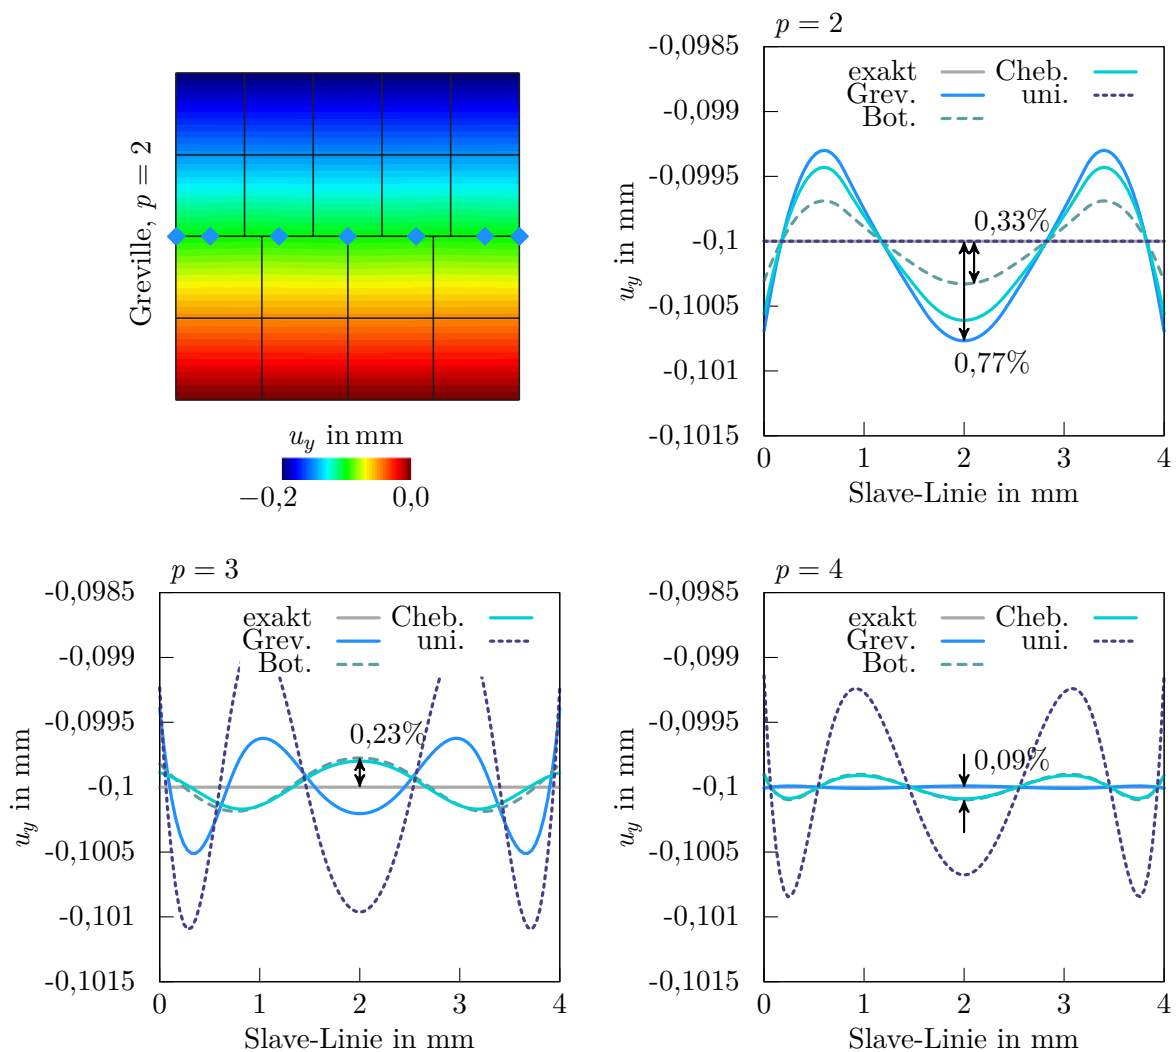 Greville, p = 2
u_y in mm
−0,2
0,0
p = 2
-0,0985
-0,099
-0,0995
-0,1
-0,1005
-0,101
-0,1015
u_y in mm
exakt
Grev.
Bot.
Cheb.
uni.
0,33%
0,77%
0
1
2
3
4
Slave-Linie in mm
p = 3
-0,0985
-0,099
-0,0995
-0,1
-0,1005
-0,101
-0,1015
u_y in mm
exakt
Grev.
Bot.
Cheb.
uni.
0,23%
0
1
2
3
4
Slave-Linie in mm
p = 4
-0,0985
-0,099
-0,0995
-0,1
-0,1005
-0,101
-0,1015
u_y in mm
exakt
Grev.
Bot.
Cheb.
uni.
0,09%
0
1
2
3
4
Slave-Linie in mm